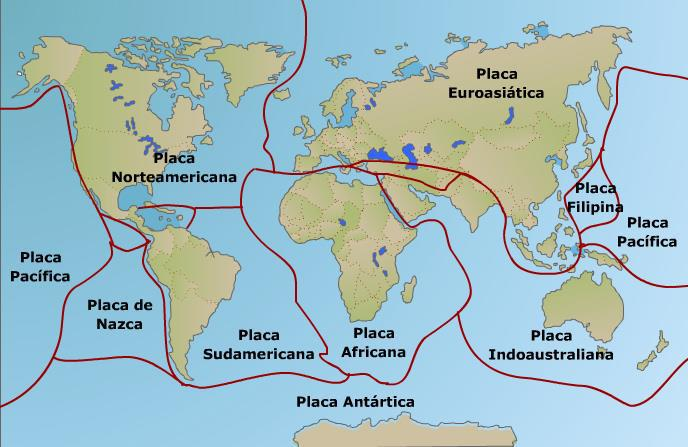 Placa
Euroasiática
Placa
Norteamericana
Placa
Filipina
Placa
Pacífica
Placa
Pacífica
Placa de
Nazca
Placa
Sudamericana
Placa
Africana
Placa
Indoaustraliana
Placa Antártica